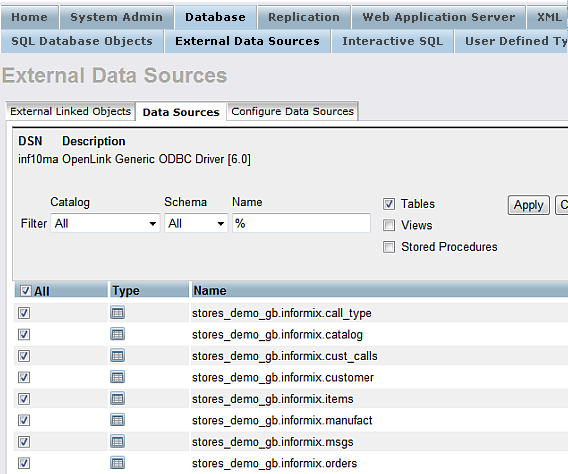 Home System Admin Database Replication Web Application Server XML
SQL Database Objects External Data Sources Interactive SQL User Defined Ty
External Data Sources
External Linked Objects Data Sources Configure Data Sources
DSN Description
inf10ma OpenLink Generic ODBC Driver [6.0]
Catalog Schema Name
Tables
Filter All All % Apply C
Views
Stored Procedures
All Type Name
stores_demo_gb.informix.call_type
stores_demo_gb.informix.catalog
stores_demo_gb.informix.cust_calls
stores_demo_gb.informix.customer
stores_demo_gb.informix.items
stores_demo_gb.informix.manufact
stores_demo_gb.informix.msgs
stores_demo_gb.informix.orders